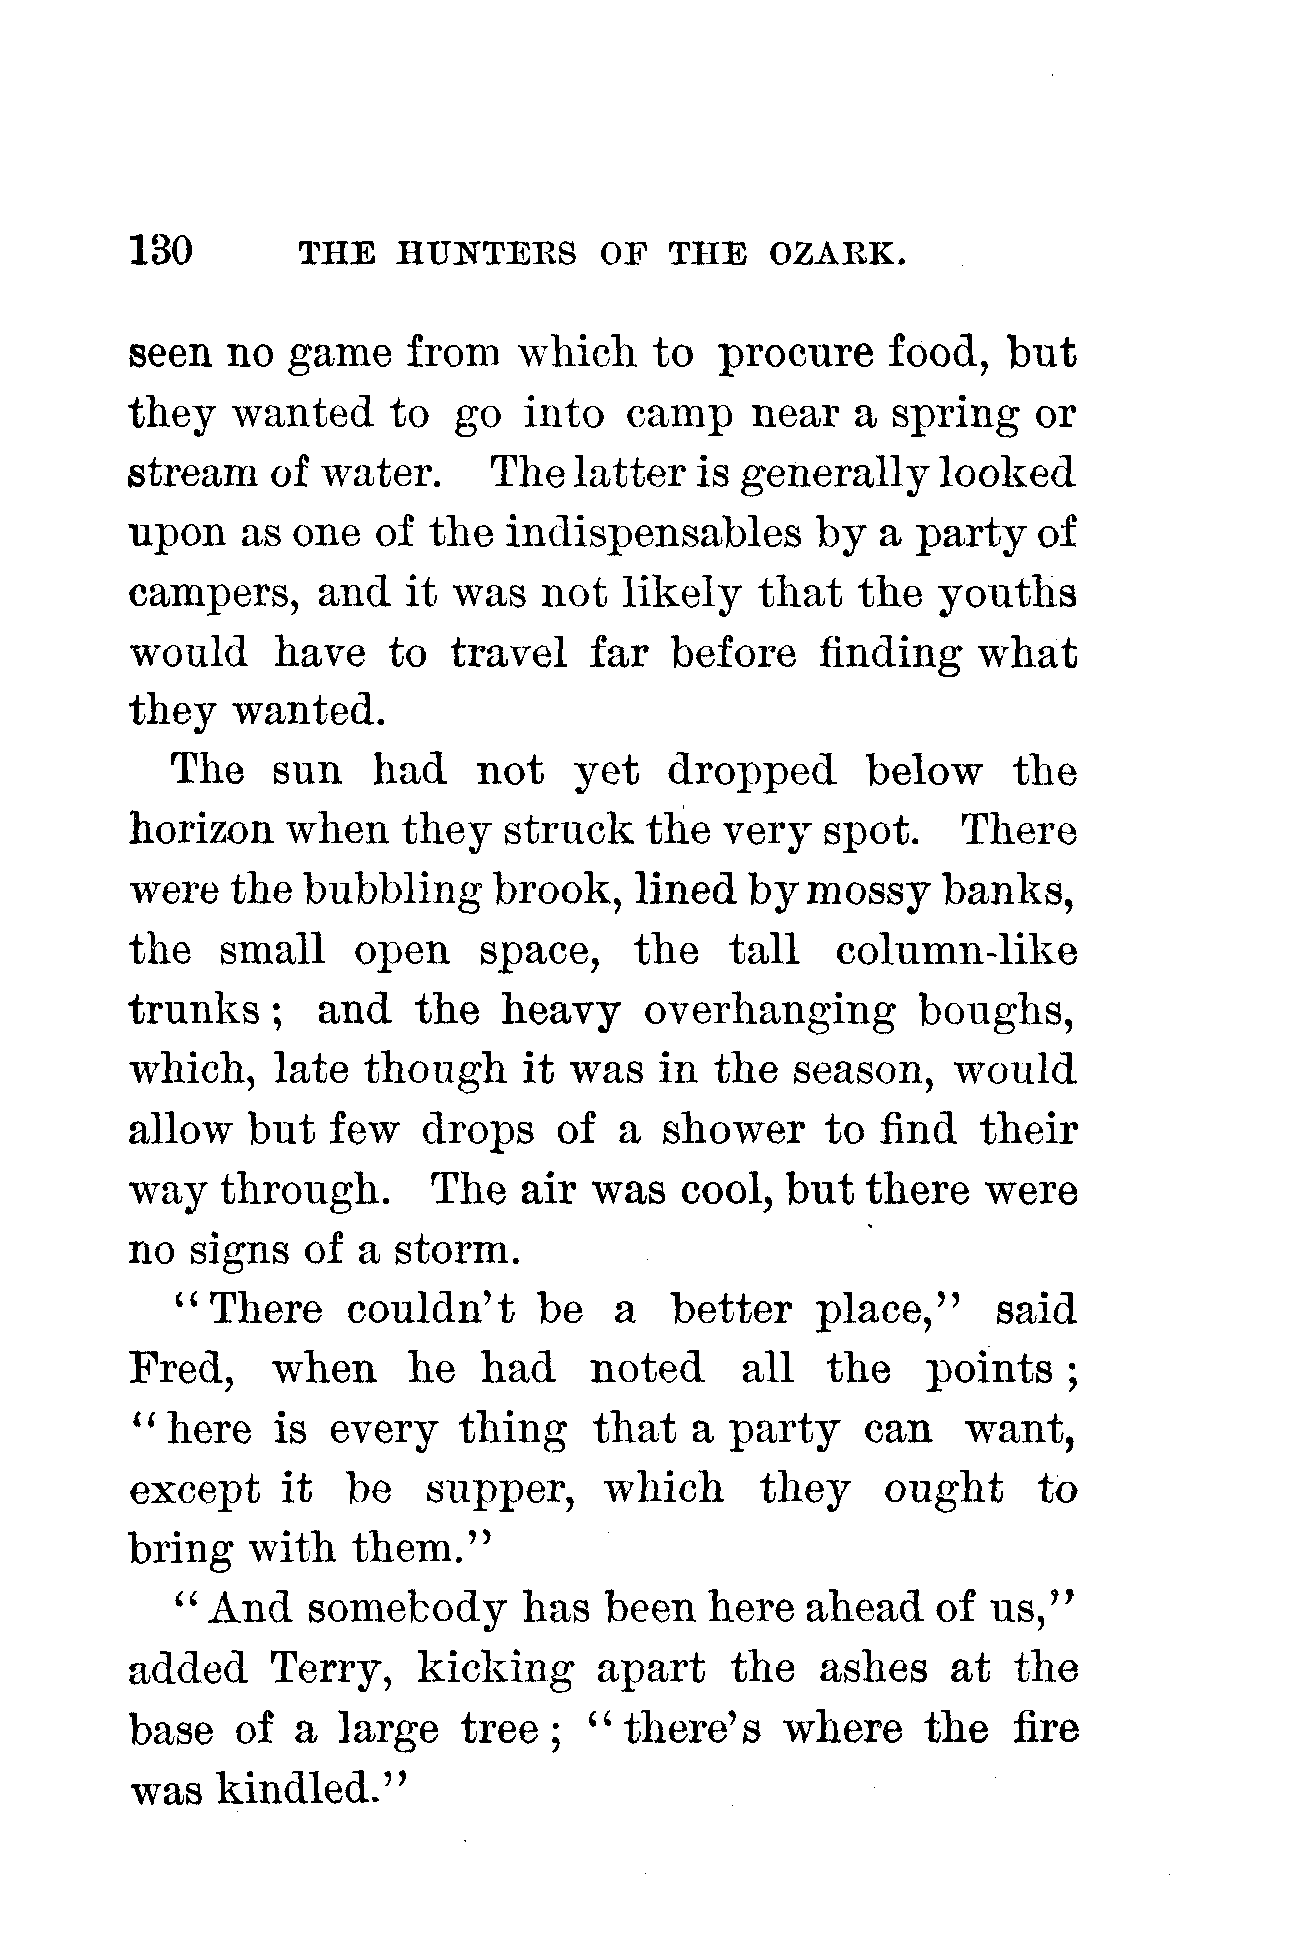 130 THE HUNTERS OF THE OZARK.
seen no game from which to procure food, but
they wanted to go into camp near a spring or
stream of water. The latter is generally looked
upon as one of the indispensables by a party of
campers, and it was not likely that the youths
would have to travel far before finding what
they wanted.
The sun had not yet dropped below the
horizon when they struck the very spot. There
were the bubbling brook, lined by mossy banks,
the small open space, the tall column-like
trunks ; and the heavy overhanging boughs,
which, late though it was in the season, would
allow but few drops of a shower to find their
way through. The air was cool, but there were
no signs of a storm.
“ There couldn’t be a better place,” said
Fred, when he had noted all the points ;
“ here is every thing that a party can want,
except it be supper, which they ought to
bring with them.”
“ And somebody has been here ahead of us,”
added Terry, kicking apart the ashes at the
base of a large tree ; “ there’s where the fire
was kindled.”